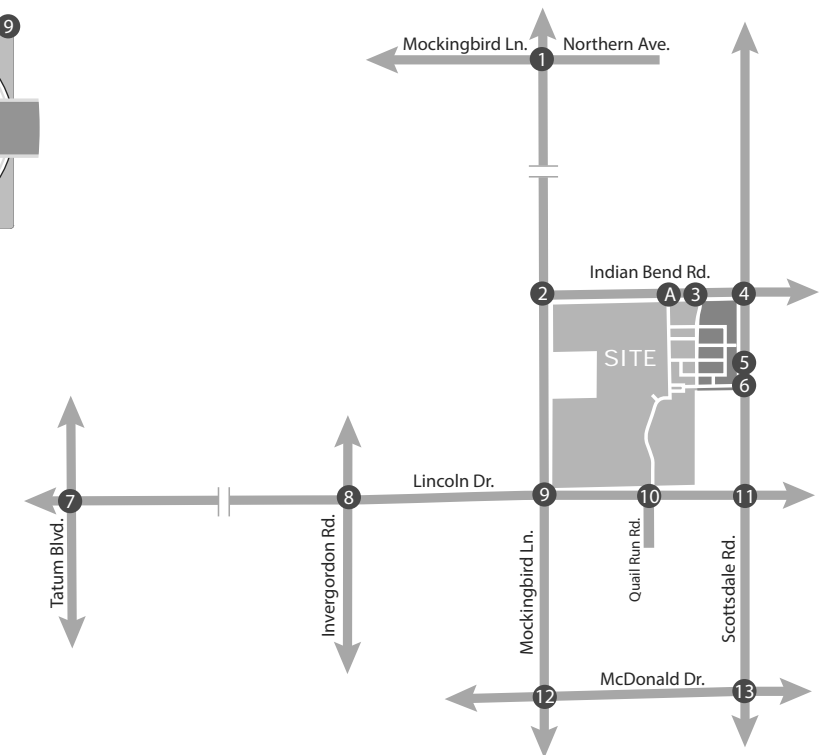 9
Mockingbird Ln.
Northern Ave.
1
Indian Bend Rd.
2
A
3
4
SITE
5
6
Lincoln Dr.
7
8
9
10
11
Tatum Blvd.
Invergordon Rd.
Mockingbird Ln.
Quail Run Rd.
Scottsdale Rd.
McDonald Dr.
12
13